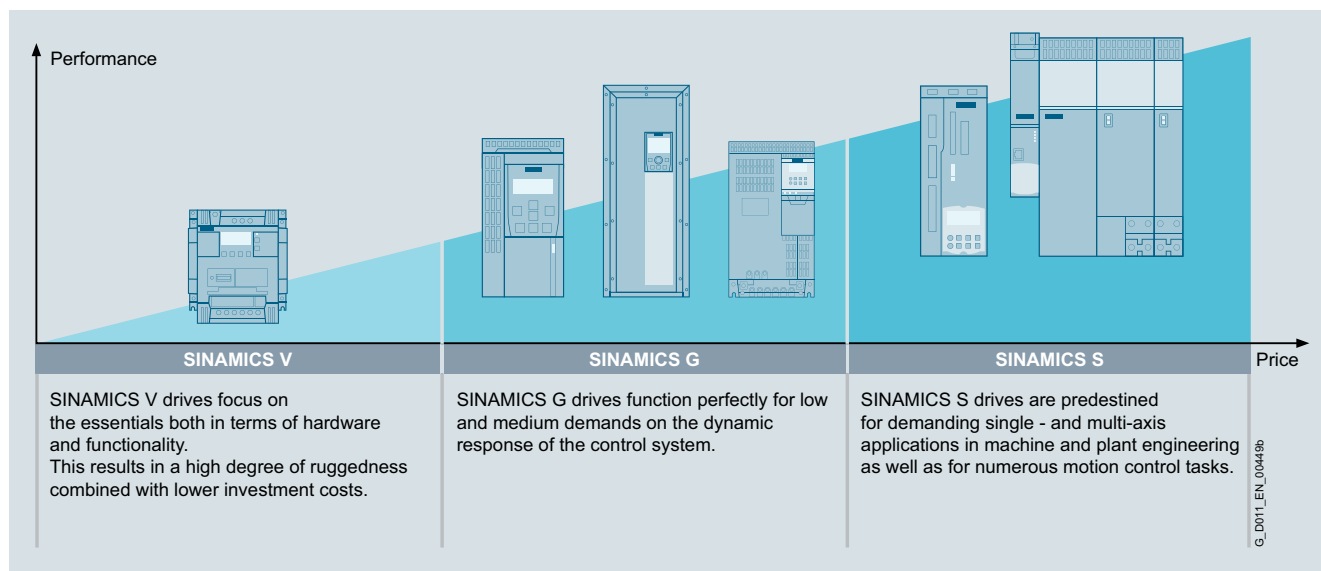 Performance
SINAMICS V
SINAMICS G
SINAMICS S
Price
SINAMICS V drives focus on
the essentials both in terms of hardware
and functionality.
This results in a high degree of ruggedness
combined with lower investment costs.
SINAMICS G drives function perfectly for low
and medium demands on the dynamic
response of the control system.
SINAMICS S drives are predestined
for demanding single - and multi-axis
applications in machine and plant engineering
as well as for numerous motion control tasks.
G_D011_EN_00449b